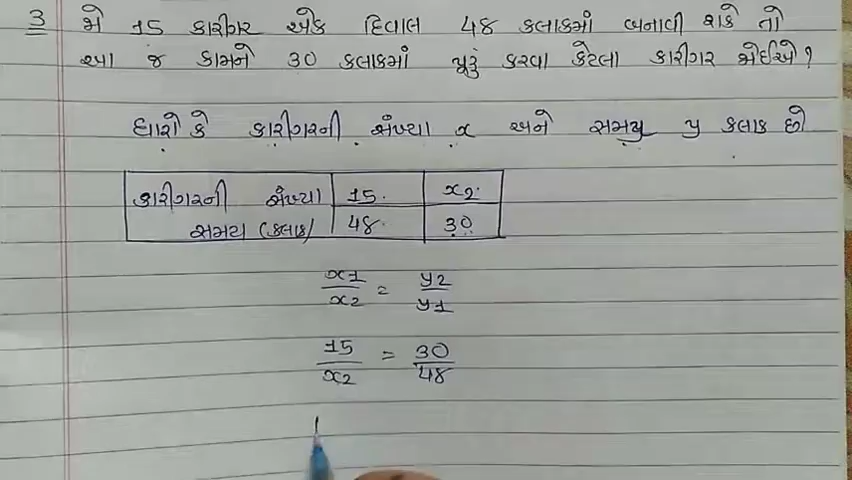 3 જો 15 કારીગર એક દિવાલ 48 કલાકમાં બનાવી શકે તો
આ જ કામને 30 કલાકમાં પૂરું કરવા કેટલા કારીગર જોઈએ?
ધારો કે કારીગરની સંખ્યા x અને સમય y કલાક છે
કારીગરની સંખ્યા 15 x2
સમય (કલાક) 48 30
x1/x2 = y2/y1
15/x2 = 30/48